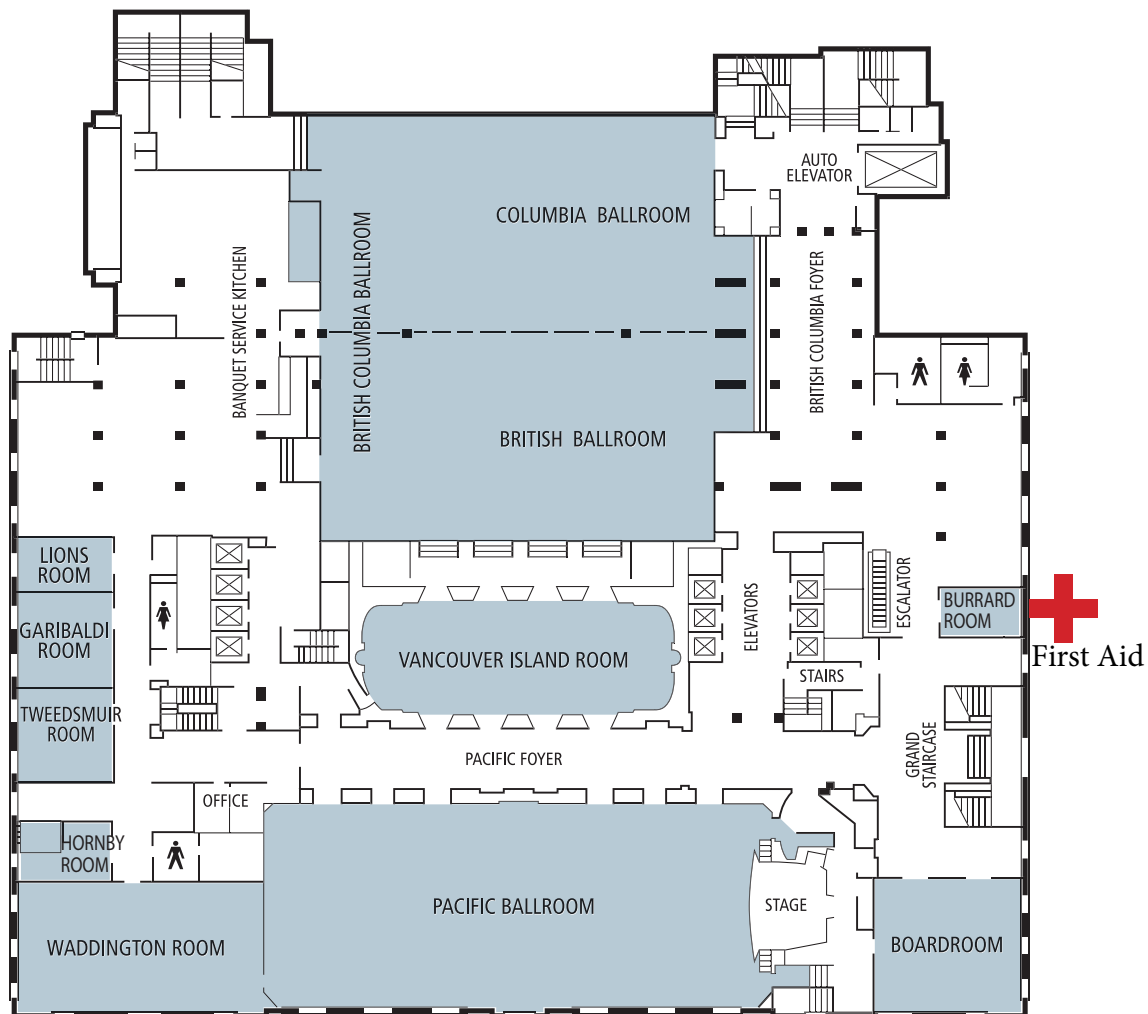 AUTO
ELEVATOR
COLUMBIA BALLROOM
BRITISH COLUMBIA BALLROOM
BANQUET SERVICE KITCHEN
BRITISH COLUMBIA FOYER
BRITISH BALLROOM
LIONS
ROOM
GARIBALDI
ROOM
TWEEDSMUIR
ROOM
VANCOUVER ISLAND ROOM
ELEVATORS
ESCALATOR
BURRARD
ROOM
First Aid
STAIRS
PACIFIC FOYER
GRAND
STAIRCASE
OFFICE
HORNBY
ROOM
PACIFIC BALLROOM
STAGE
WADDINGTON ROOM
BOARDROOM